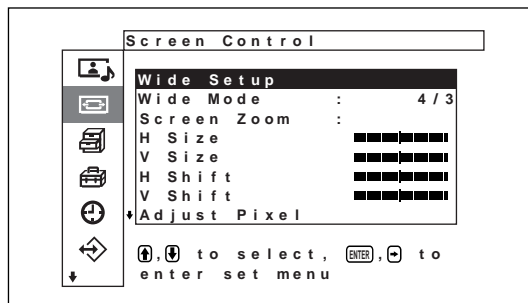 Screen Control
Wide Setup
Wide Mode : 4/3
Screen Zoom :
H Size
V Size
H Shift
V Shift
Adjust Pixel
, to select, ENTER, to
enter set menu